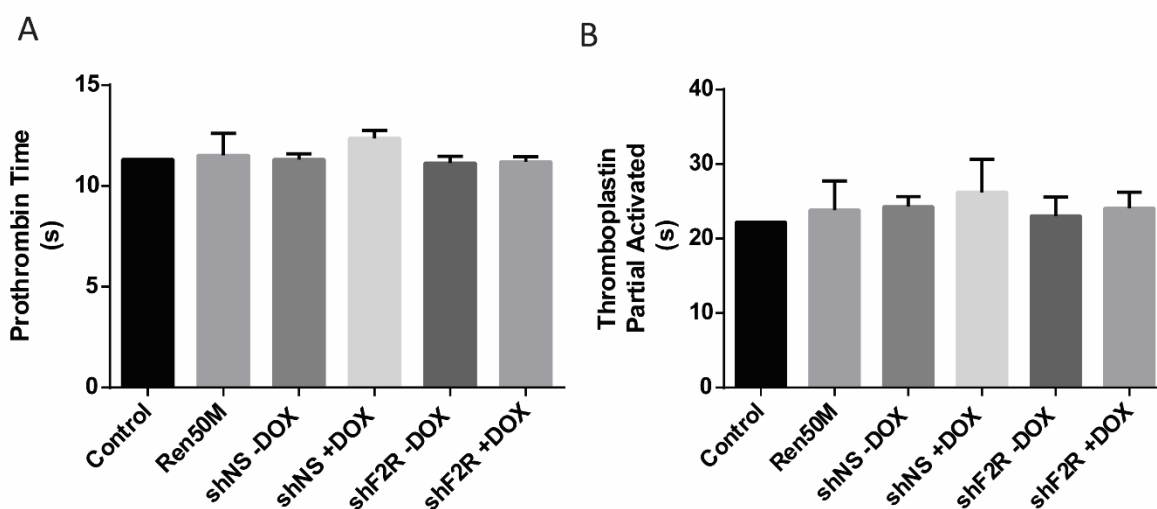 A
Prothrombin Time
(s)
15
10
5
0
Control
Ren50M
shNS -DOX
shNS +DOX
shF2R -DOX
shF2R +DOX
B
Thromboplastin
Partial Activated
(s)
40
30
20
10
0
Control
Ren50M
shNS -DOX
shNS +DOX
shF2R -DOX
shF2R +DOX